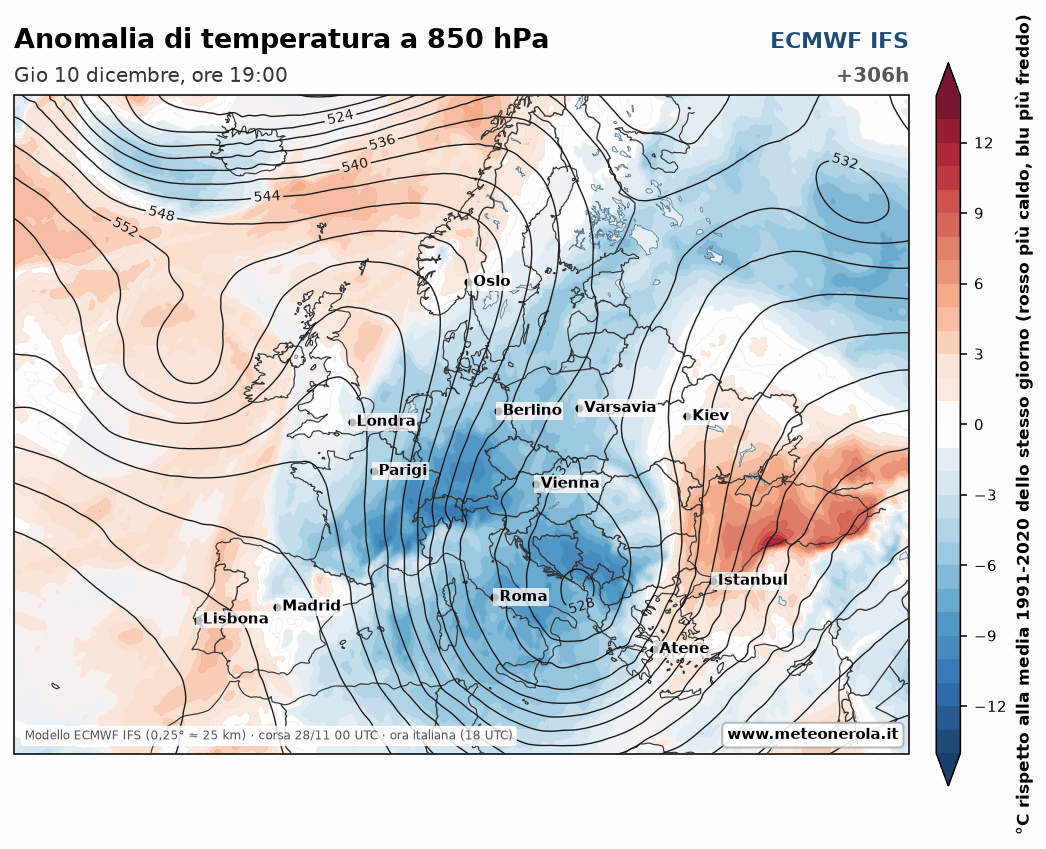 Anomalia di temperatura a 850 hPa
ECMWF IFS
Gio 10 dicembre, ore 19:00
+306h
524
536
540
544
548
552
532
Oslo
Berlino
Varsavia
Kiev
Londra
Parigi
Vienna
Istanbul
Roma
528
Madrid
Lisbona
Atene
Modello ECMWF IFS (0,25° ≈ 25 km) · corsa 28/11 00 UTC · ora italiana (18 UTC)
www.meteonerola.it
12
9
6
3
0
−3
−6
−9
−12
°C rispetto alla media 1991-2020 dello stesso giorno (rosso più caldo, blu più freddo)